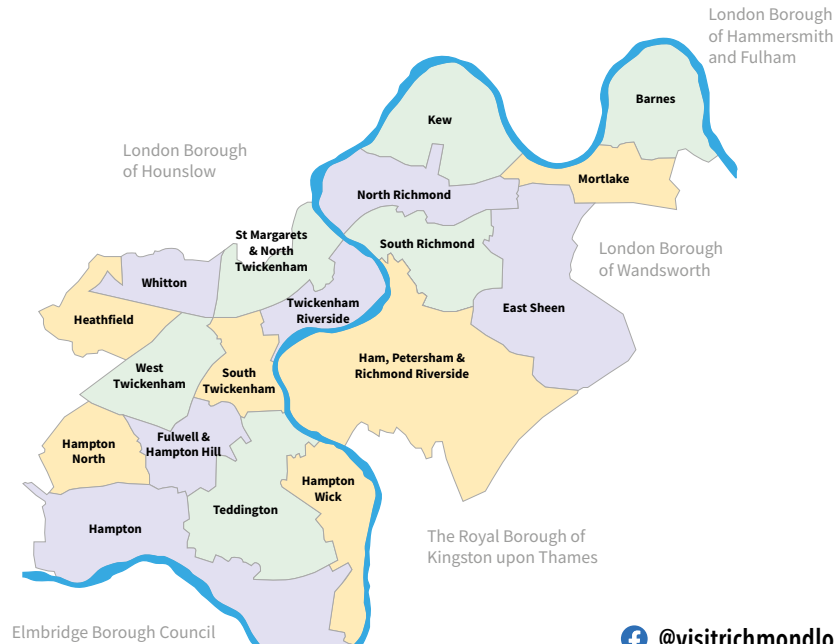 London Borough
of Hammersmith
and Fulham
Barnes
Kew
London Borough
of Hounslow
Mortlake
North Richmond
St Margarets
& North
Twickenham
South Richmond
London Borough
of Wandsworth
Whitton
Twickenham
Riverside
East Sheen
Heathfield
Ham, Petersham &
Richmond Riverside
West
Twickenham
South
Twickenham
Hampton
North
Fulwell &
Hampton Hill
Hampton
Wick
Teddington
Hampton
The Royal Borough of
Kingston upon Thames
Elmbridge Borough Council
@visitrichmondlo